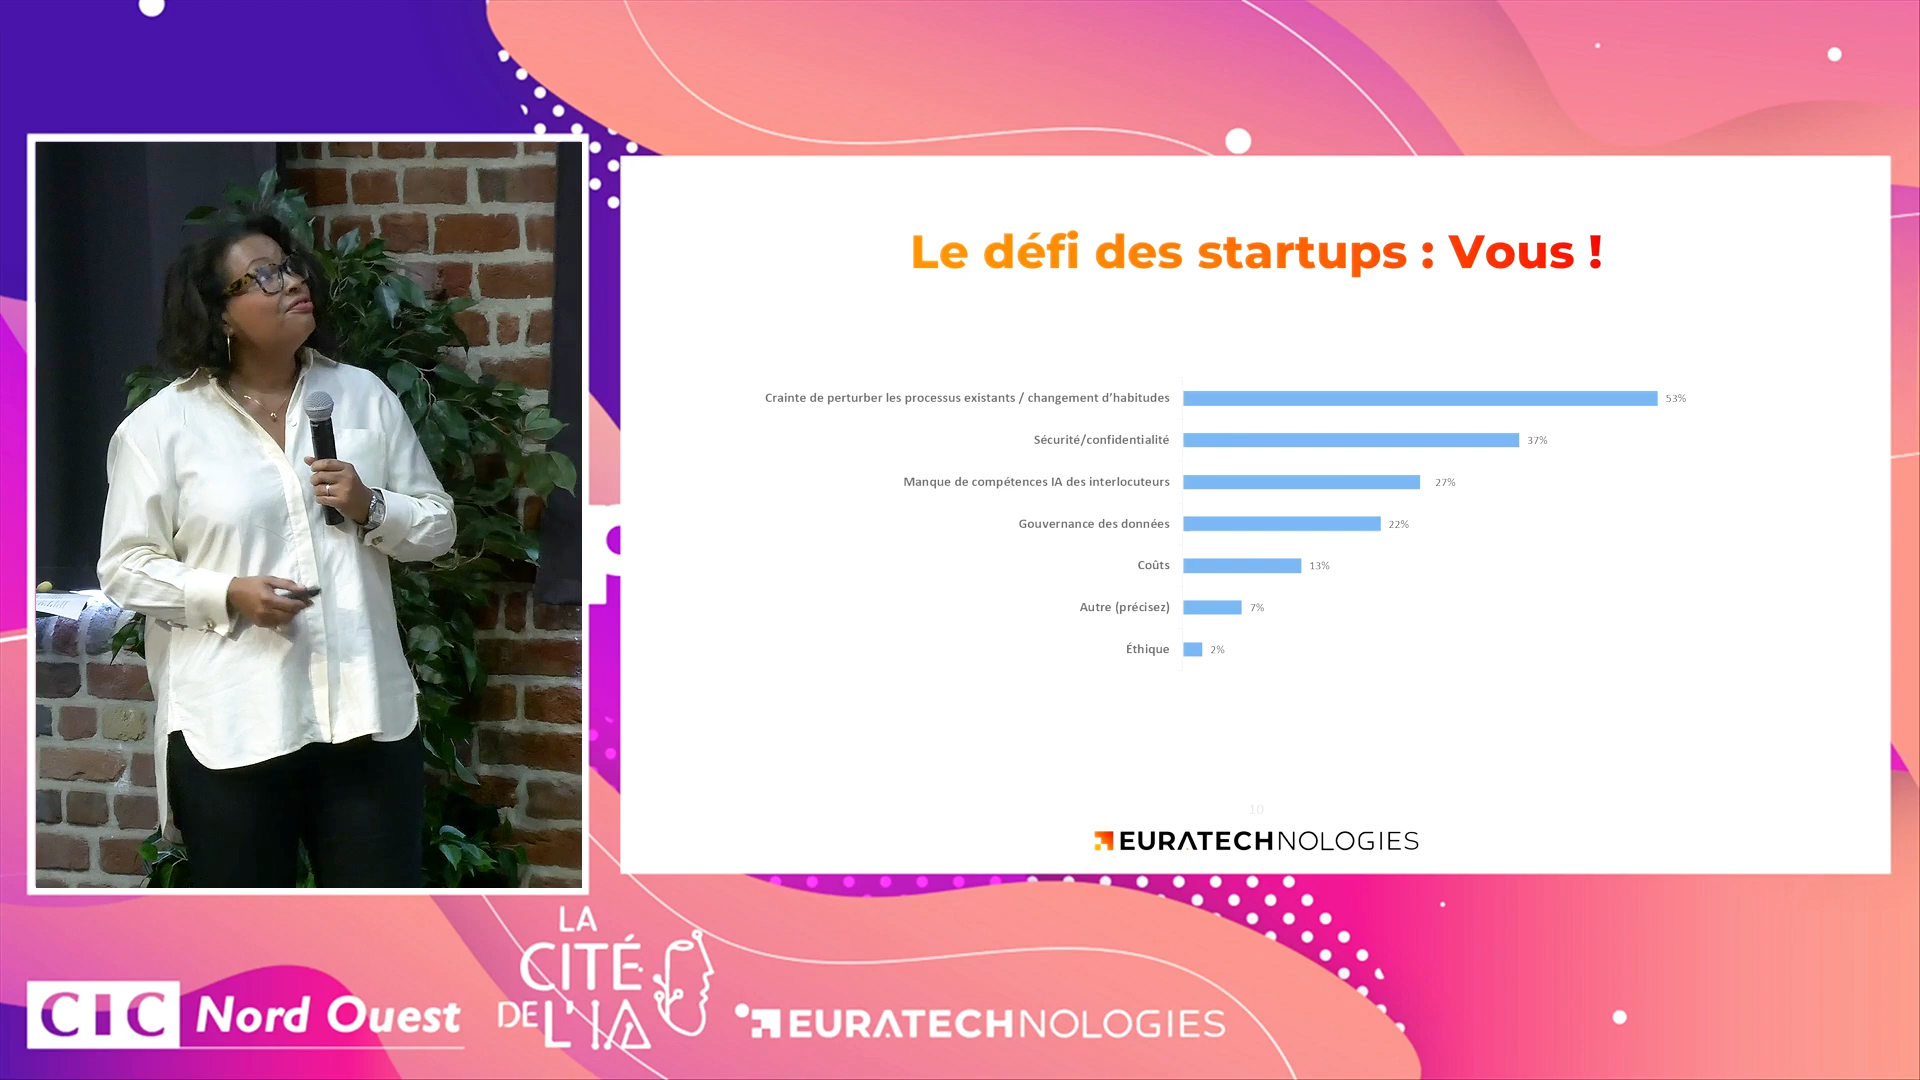 Le défi des startups : Vous !
Crainte de perturber les processus existants / changement d’habitudes 53%
Sécurité/confidentialité 37%
Manque de compétences IA des interlocuteurs 27%
Gouvernance des données 22%
Coûts 13%
Autre (précisez) 7%
Éthique 2%
10
EURATECHNOLOGIES
CIC Nord Ouest
LA
CITÉ
DE L'IA
EURATECHNOLOGIES